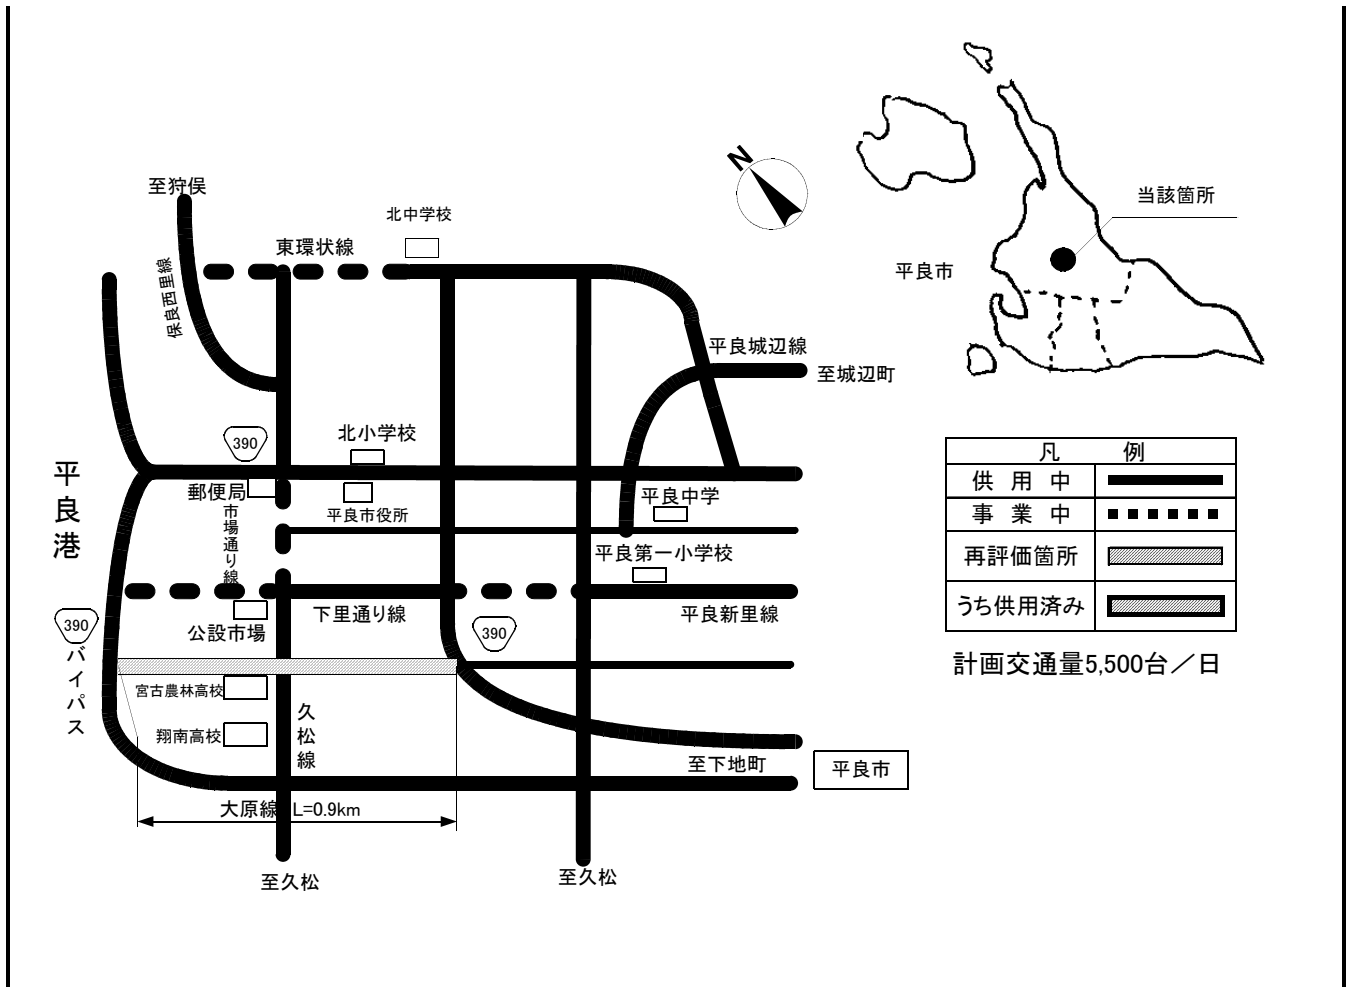 至狩俣
北中学校
東環状線
保良西里線
N
当該箇所
平良市
平良城辺線
至城辺町
390
北小学校
平良港
郵便局
平良市役所
市場通り線
平良中学
平良第一小学校
下里通り線
平良新里線
公設市場
390
390
バイパス
宮古農林高校
翔南高校
久松線
至下地町
平良市
大原線 L=0.9km
至久松
至久松
凡 例
供 用 中
事 業 中
再評価箇所
うち供用済み
計画交通量5,500台／日